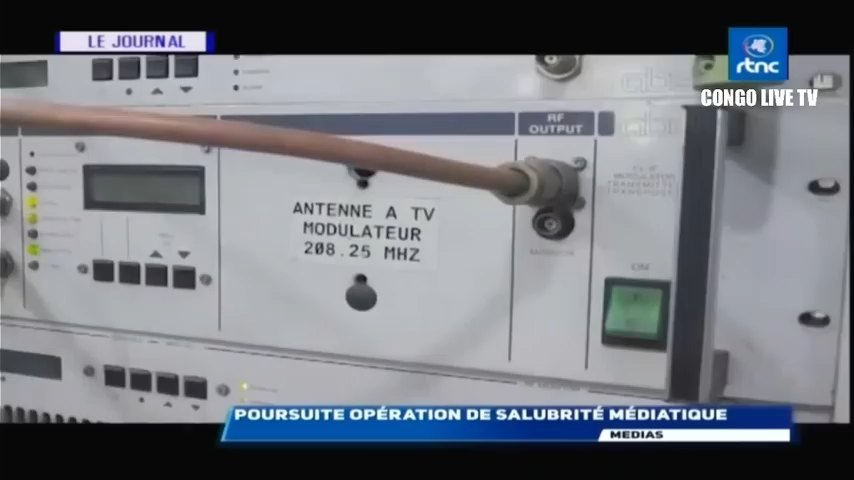 LE JOURNAL
rtnc
CONGO LIVE TV
RF
OUTPUT
ANTENNE A TV
MODULATEUR
208.25 MHZ
ON
POURSUITE OPÉRATION DE SALUBRITÉ MÉDIATIQUE
MEDIAS